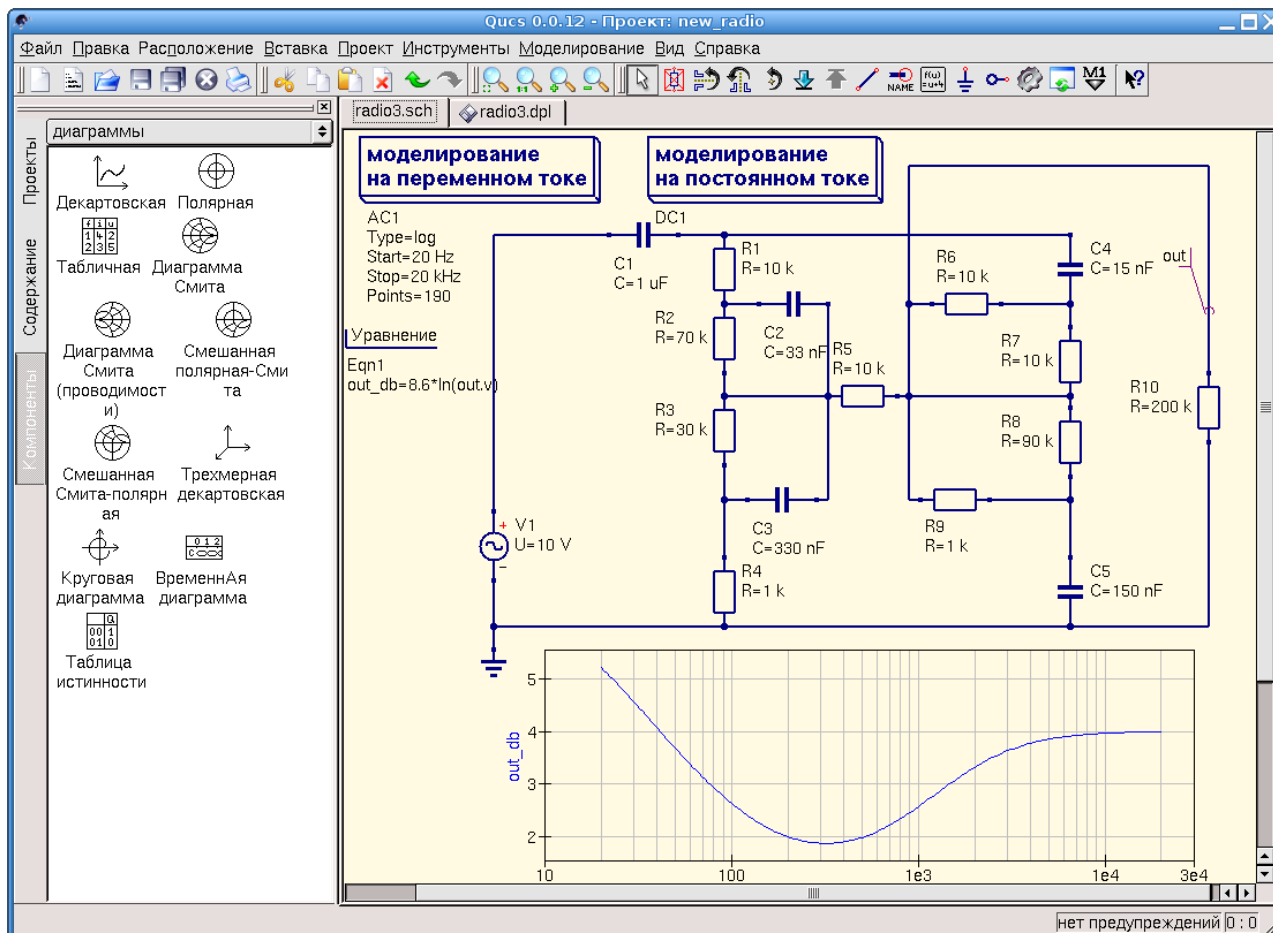 Qucs 0.0.12 - Проект: new_radio
Файл Правка Расположение Вставка Проект Инструменты Моделирование Вид Справка
NAME
f(u)
=u+4
M1
Проекты
Содержание
Компоненты
диаграммы
Декартовская
Полярная
Табличная
Диаграмма
Смита
Диаграмма
Смита
(проводимост
и)
Смешанная
полярная-Сми
та
Смешанная
Смита-полярн
ая
Трехмерная
декартовская
Круговая
диаграмма
ВременнАя
диаграмма
Таблица
истинности
radio3.sch
radio3.dpl
моделирование
на переменном токе
моделирование
на постоянном токе
AC1
Type=log
Start=20 Hz
Stop=20 kHz
Points=190
DC1
Уравнение
Eqn1
out_db=8.6*ln(out.v)
C1
C=1 uF
R1
R=10 k
R2
R=70 k
C2
C=33 nF
R3
R=30 k
C3
C=330 nF
R4
R=1 k
R5
R=10 k
R6
R=10 k
C4
C=15 nF
out
R7
R=10 k
R8
R=90 k
R9
R=1 k
C5
C=150 nF
R10
R=200 k
V1
U=10 V
out_db
5
4
3
2
10
100
1e3
1e4
3e4
нет предупреждений
0 : 0